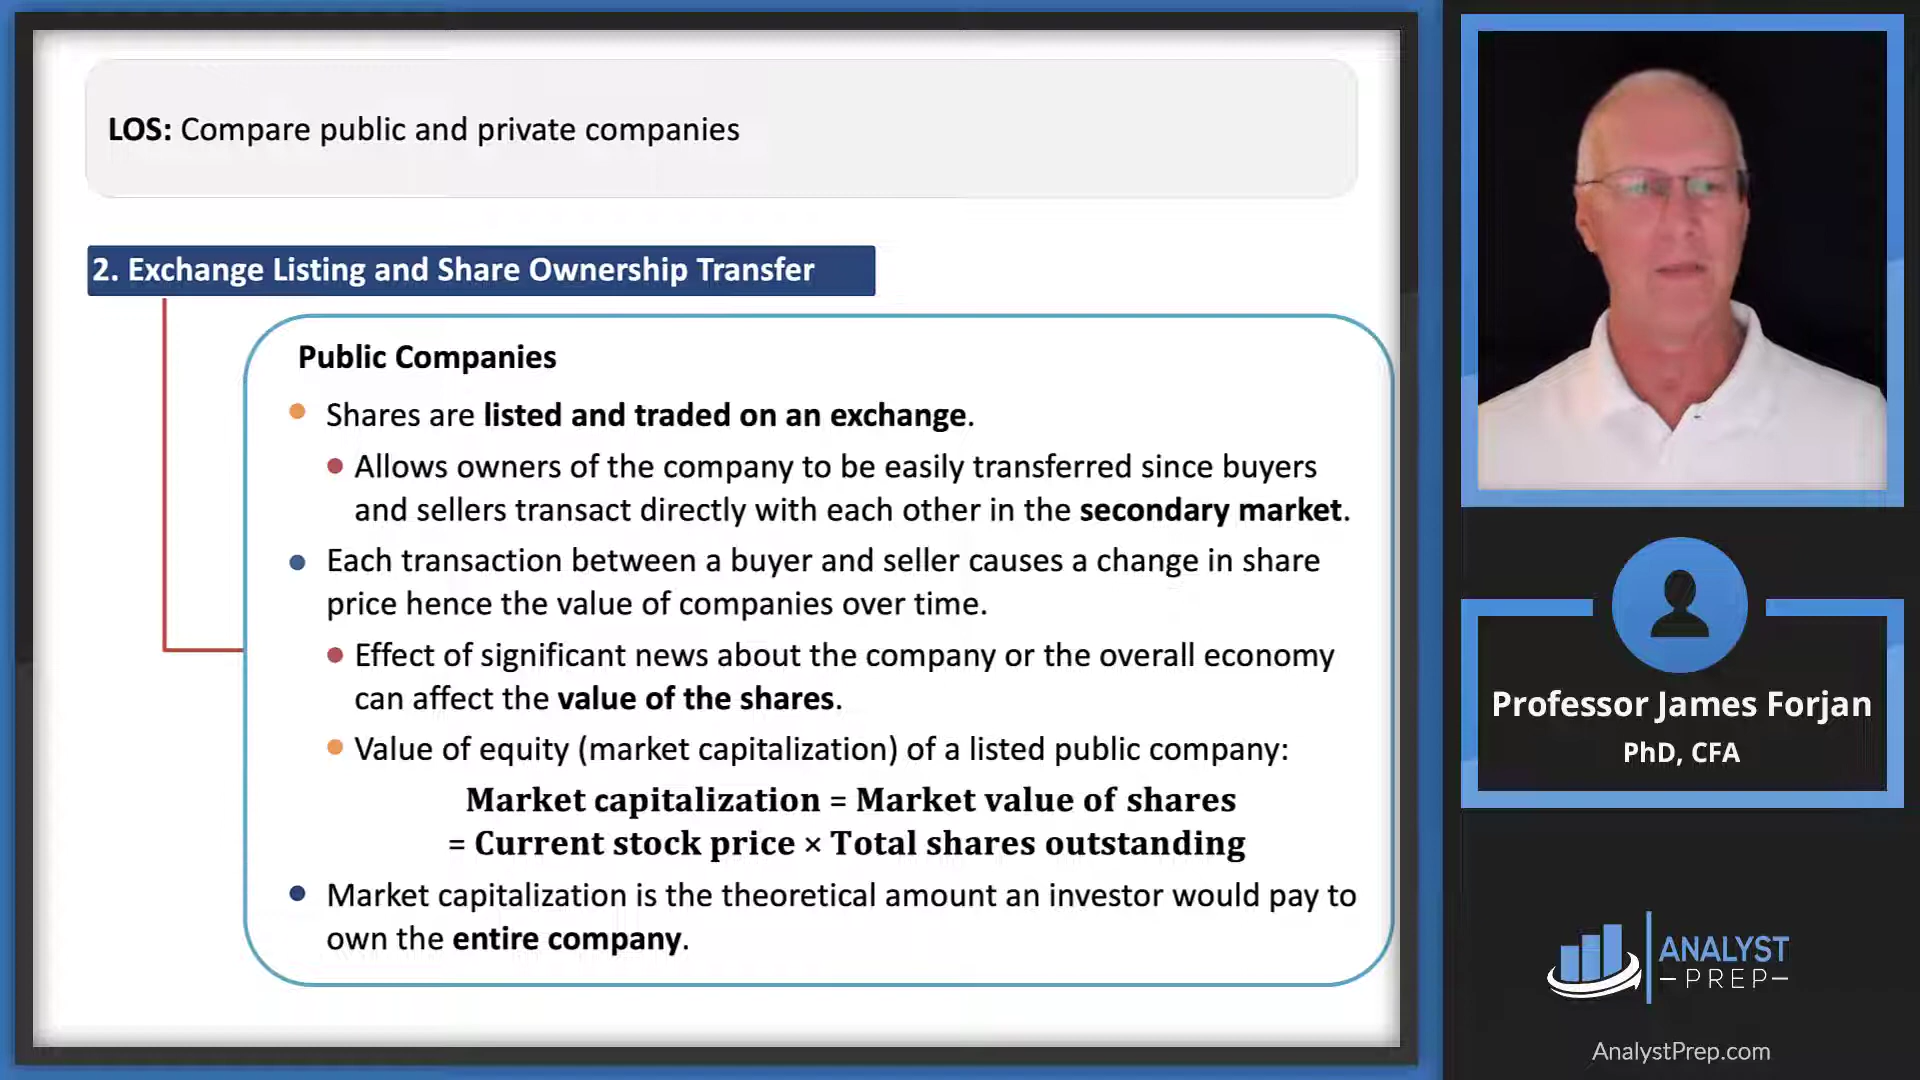 LOS: Compare public and private companies
2. Exchange Listing and Share Ownership Transfer
Public Companies
Shares are listed and traded on an exchange.
Allows owners of the company to be easily transferred since buyers
and sellers transact directly with each other in the secondary market.
Each transaction between a buyer and seller causes a change in share
price hence the value of companies over time.
Effect of significant news about the company or the overall economy
can affect the value of the shares.
Value of equity (market capitalization) of a listed public company:
Market capitalization = Market value of shares
= Current stock price × Total shares outstanding
Market capitalization is the theoretical amount an investor would pay to
own the entire company.
Professor James Forjan
PhD, CFA
ANALYST
PREP
AnalystPrep.com